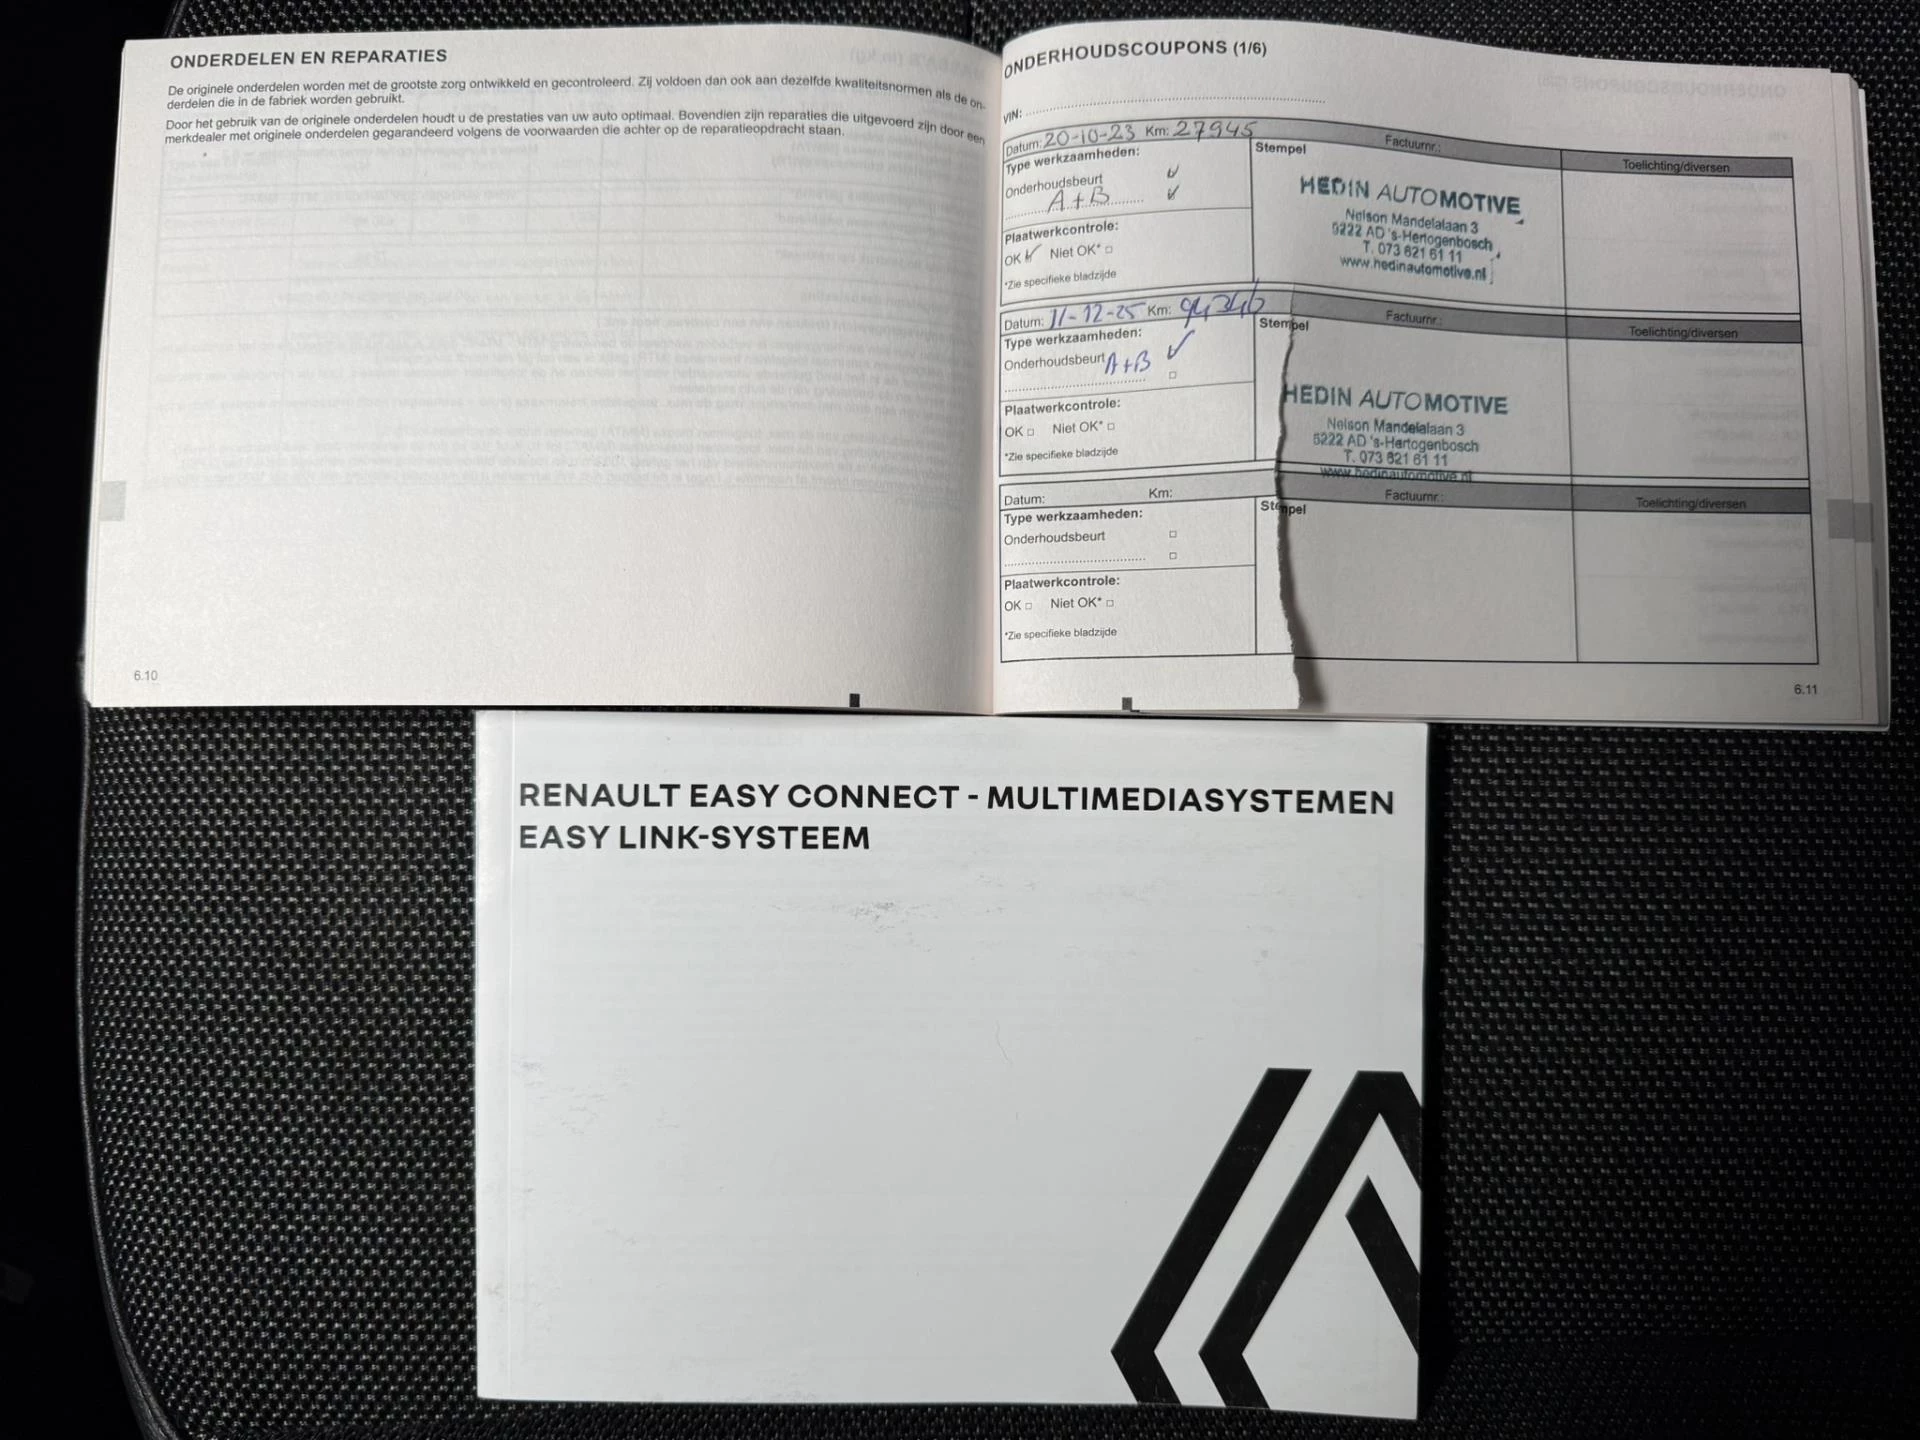 ONDERDELEN EN REPARATIES
De originele onderdelen worden met de grootste zorg ontwikkeld en gecontroleerd. Zij voldoen dan ook aan dezelfde kwaliteitsnormen als de on-
derdelen die in de fabriek worden gebruikt.
Door het gebruik van de originele onderdelen houdt u de prestaties van uw auto optimaal. Bovendien zijn reparaties die uitgevoerd zijn door een
merkdealer met originele onderdelen gegarandeerd volgens de voorwaarden die achter op de reparatieopdracht staan.
6.10
ONDERHOUDSCOUPONS (1/6)
VIN:
Datum: 20-10-23 Km: 27945
Type werkzaamheden:
Onderhoudsbeurt
A+B
Plaatwerkcontrole:
OK Niet OK*
*Zie specifieke bladzijde
Stempel
Factuurnr.:
Toelichting/diversen
HEDIN AUTOMOTIVE
Nelson Mandelalaan 3
5222 AD 's-Hertogenbosch
T. 073 621 61 11
www.hedinautomotive.nl
Datum: 11-12-25 Km: 94346
Type werkzaamheden:
Onderhoudsbeurt A+B
Plaatwerkcontrole:
OK Niet OK*
*Zie specifieke bladzijde
Stempel
Factuurnr.:
Toelichting/diversen
HEDIN AUTOMOTIVE
Nelson Mandelalaan 3
5222 AD 's-Hertogenbosch
T. 073 621 61 11
www.hedinautomotive.nl
Datum: Km:
Type werkzaamheden:
Onderhoudsbeurt
Plaatwerkcontrole:
OK Niet OK*
*Zie specifieke bladzijde
Stempel
Factuurnr.:
Toelichting/diversen
6.11
RENAULT EASY CONNECT - MULTIMEDIASYSTEMEN
EASY LINK-SYSTEEM